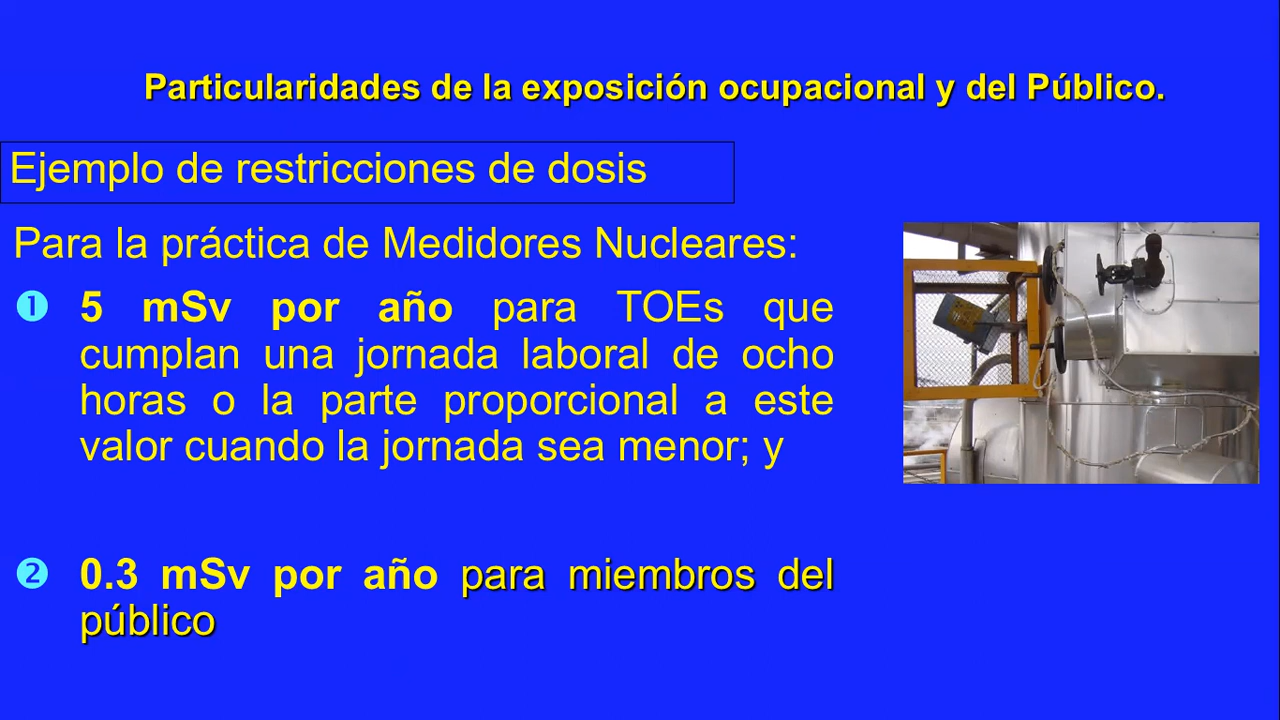 Particularidades de la exposición ocupacional y del Público.
Ejemplo de restricciones de dosis
Para la práctica de Medidores Nucleares:
❶ 5 mSv por año para TOEs que
cumplan una jornada laboral de ocho
horas o la parte proporcional a este
valor cuando la jornada sea menor; y
❷ 0.3 mSv por año para miembros del
público